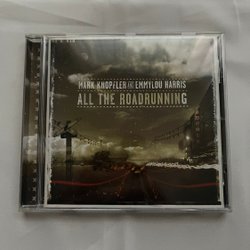 MARK KNOPFLER AND EMMYLOU HARRIS
ALL THE ROADRUNNING